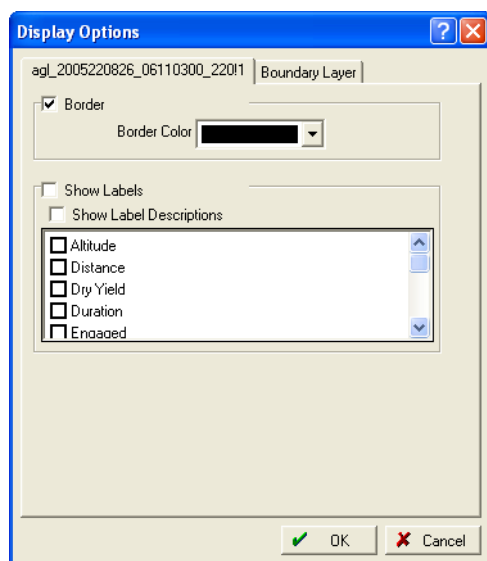 Display Options
agl_2005220826_06110300_220!1
Boundary Layer
Border
Border Color
Show Labels
Show Label Descriptions
Altitude
Distance
Dry Yield
Duration
Engaged
OK
Cancel